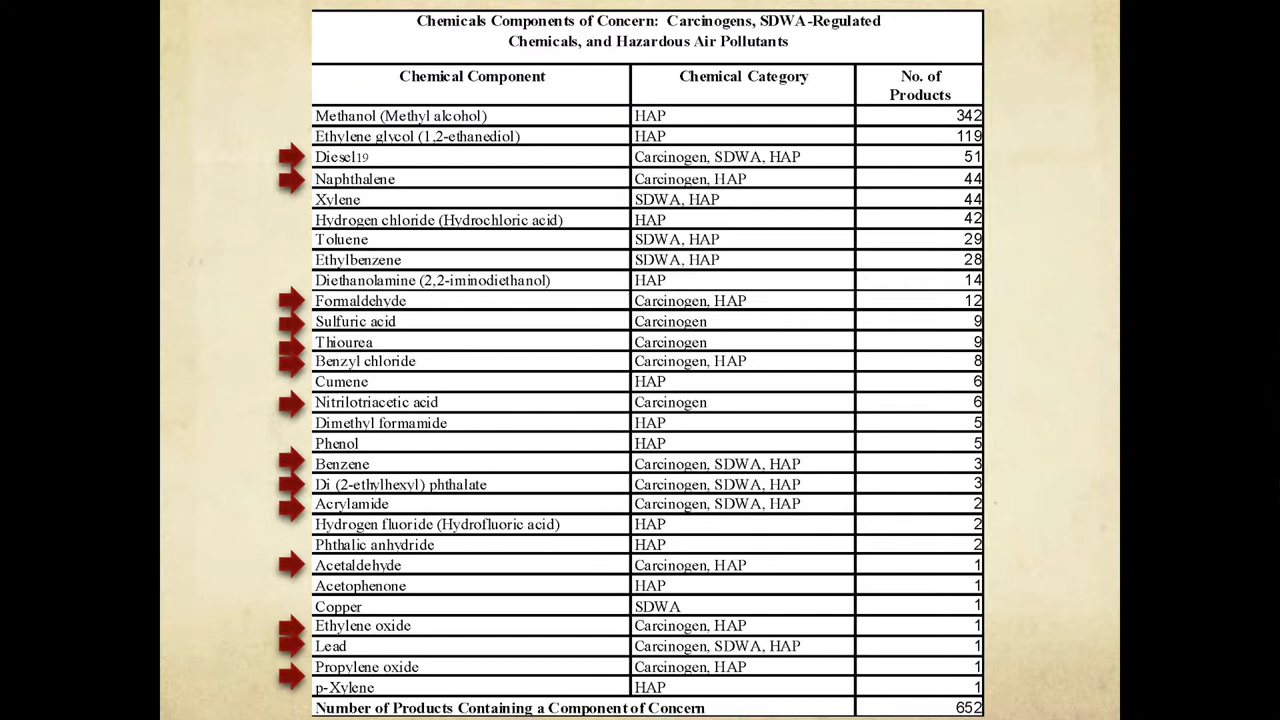 Chemicals Components of Concern: Carcinogens, SDWA-Regulated
Chemicals, and Hazardous Air Pollutants
Chemical Component Chemical Category No. of
Products
Methanol (Methyl alcohol) HAP 342
Ethylene glycol (1,2-ethanediol) HAP 119
Diesel19 Carcinogen, SDWA, HAP 51
Naphthalene Carcinogen, HAP 44
Xylene SDWA, HAP 44
Hydrogen chloride (Hydrochloric acid) HAP 42
Toluene SDWA, HAP 29
Ethylbenzene SDWA, HAP 28
Diethanolamine (2,2-iminodiethanol) HAP 14
Formaldehyde Carcinogen, HAP 12
Sulfuric acid Carcinogen 9
Thiourea Carcinogen 9
Benzyl chloride Carcinogen, HAP 8
Cumene HAP 6
Nitrilotriacetic acid Carcinogen 6
Dimethyl formamide HAP 5
Phenol HAP 5
Benzene Carcinogen, SDWA, HAP 3
Di (2-ethylhexyl) phthalate Carcinogen, SDWA, HAP 3
Acrylamide Carcinogen, SDWA, HAP 2
Hydrogen fluoride (Hydrofluoric acid) HAP 2
Phthalic anhydride HAP 2
Acetaldehyde Carcinogen, HAP 1
Acetophenone HAP 1
Copper SDWA 1
Ethylene oxide Carcinogen, HAP 1
Lead Carcinogen, SDWA, HAP 1
Propylene oxide Carcinogen, HAP 1
p-Xylene HAP 1
Number of Products Containing a Component of Concern 652